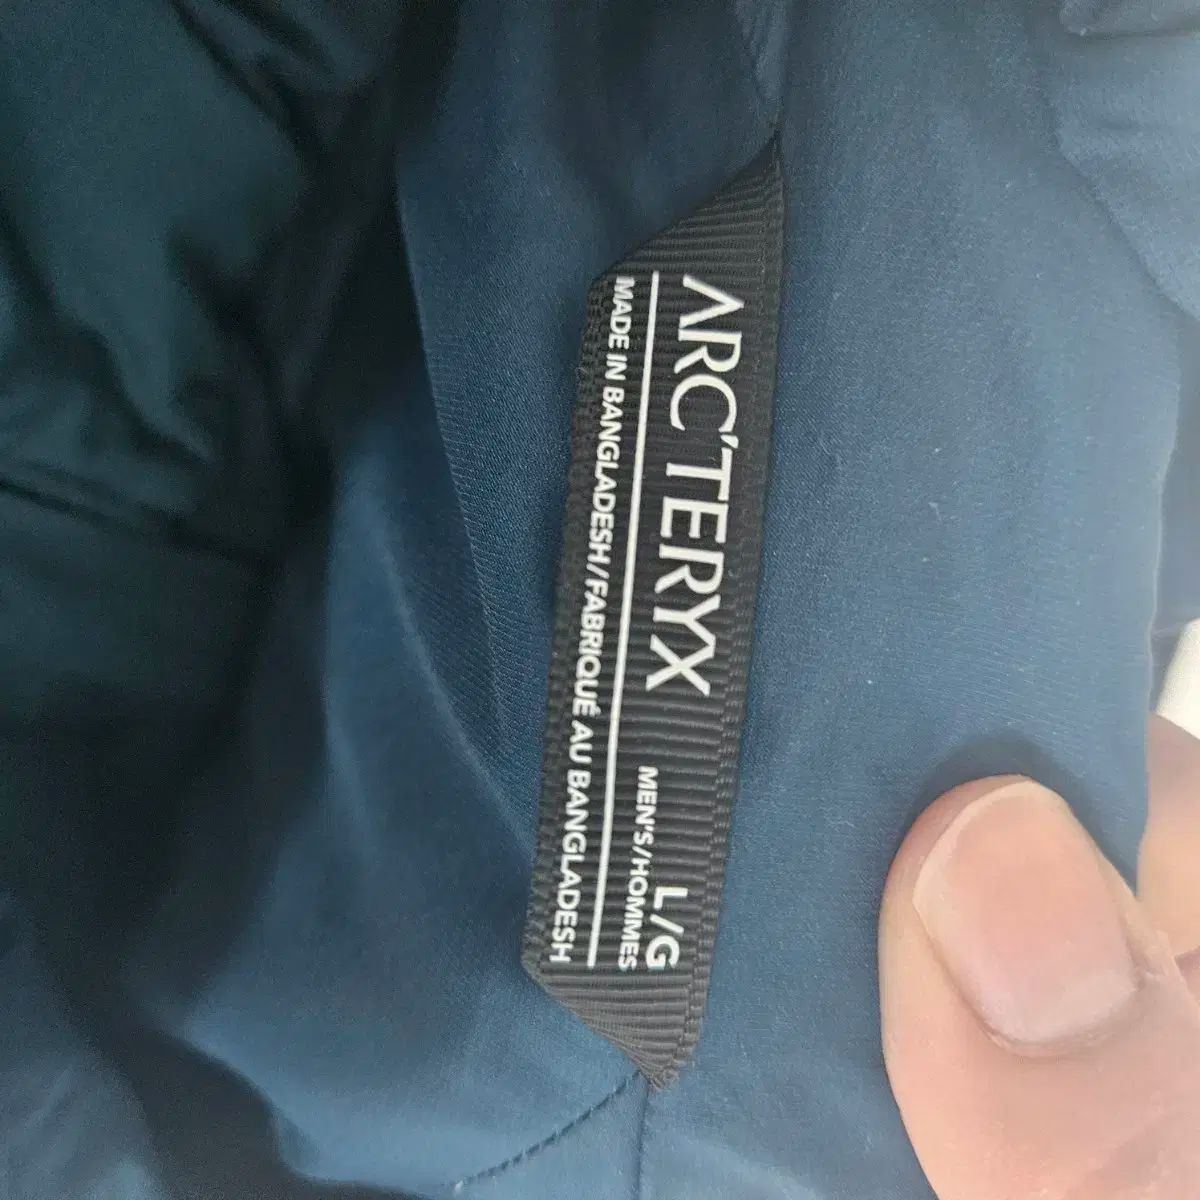 ARC'TERYX
L/G
MEN'S/HOMMES
MADE IN BANGLADESH/FABRIQUÉ AU BANGLADESH